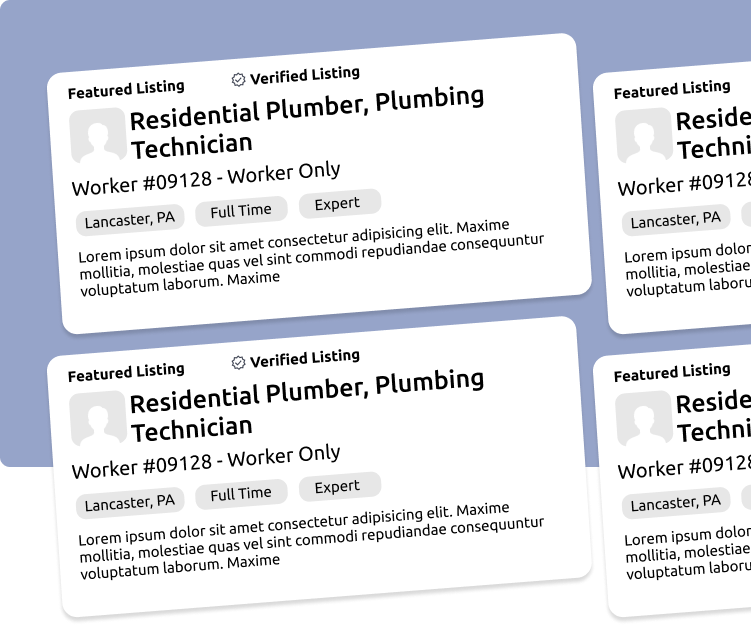 Featured Listing
Verified Listing
Residential Plumber, Plumbing
Technician
Worker #09128 - Worker Only
Lancaster, PA
Full Time
Expert
Lorem ipsum dolor sit amet consectetur adipisicing elit. Maxime
mollitia, molestiae quas vel sint commodi repudiandae consequuntur
voluptatum laborum. Maxime
Featured Listing
Reside
Techni
Worker #0912
Lancaster, PA
Lorem ipsum dolor
mollitia, molestiae
voluptatum
Featured Listing
Verified Listing
Residential Plumber, Plumbing
Technician
Worker #09128 - Worker Only
Lancaster, PA
Full Time
Expert
Lorem ipsum dolor sit amet consectetur adipisicing elit. Maxime
mollitia, molestiae quas vel sint commodi repudiandae consequuntur
voluptatum laborum. Maxime
Featured Listing
Reside
Techni
Worker #0912
Lancaster, PA
Lorem ipsum dolor
mollitia, molestiae
voluptatum